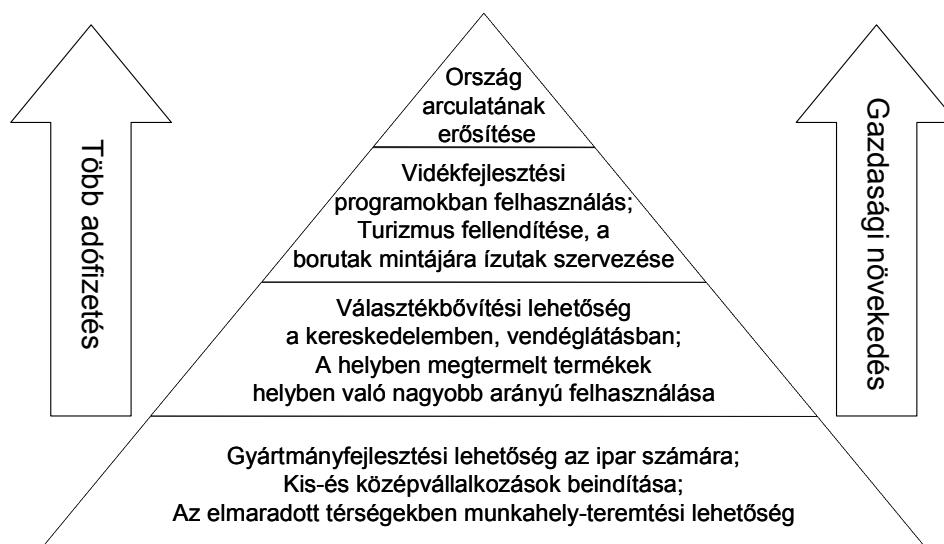 Több adófizetés
Ország
arculatának
erősítése
Vidékfejlesztési
programokban felhasználás;
Turizmus fellendítése, a
borutak mintájára ízutak szervezése
Választékbővítési lehetőség
a kereskedelemben, vendéglátásban;
A helyben megtermelt termékek
helyben való nagyobb arányú felhasználása
Gyártmányfejlesztési lehetőség az ipar számára;
Kis-és középvállalkozások beindítása;
Az elmaradott térségekben munkahely-teremtési lehetőség
Gazdasági növekedés